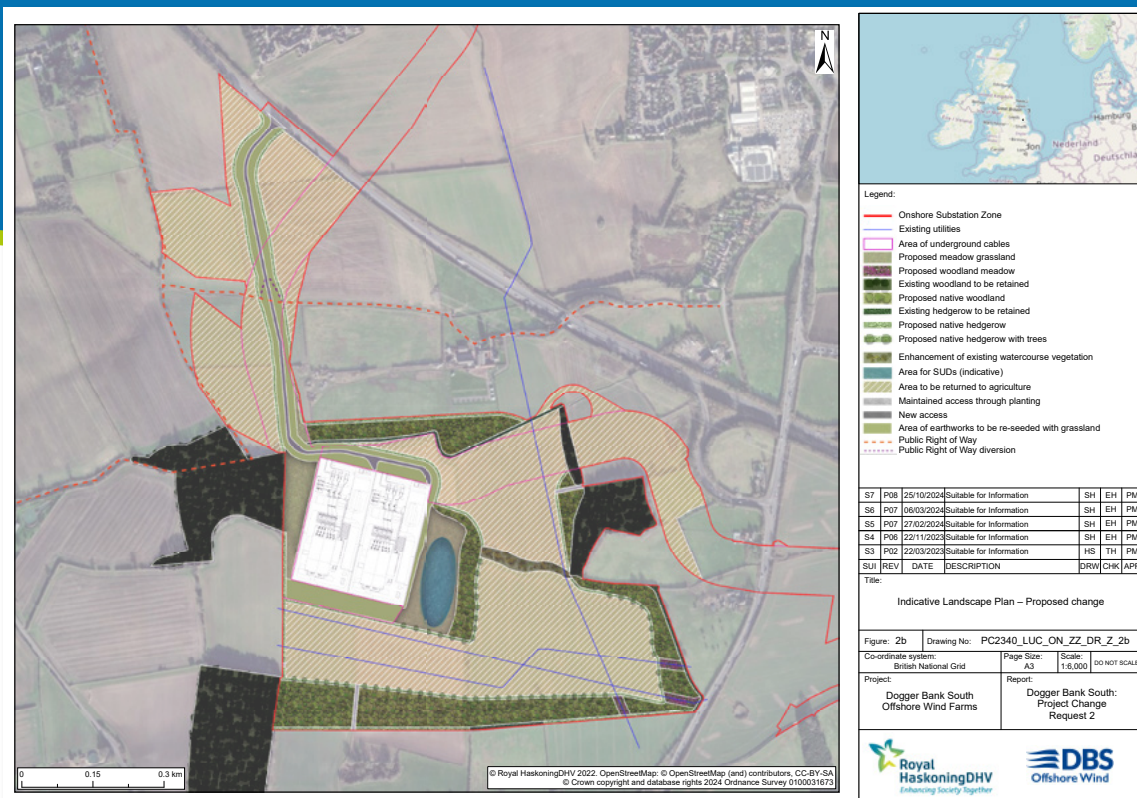 N
0 0.15 0.3 km
© Royal HaskoningDHV 2022. OpenStreetMap: © OpenStreetMap (and) contributors, CC-BY-SA
© Crown copyright and database rights 2024 Ordnance Survey 0100031673
Hamburg
Nederland
Deutschla
don
Legend:
Onshore Substation Zone
Existing utilities
Area of underground cables
Proposed meadow grassland
Proposed woodland meadow
Existing woodland to be retained
Proposed native woodland
Existing hedgerow to be retained
Proposed native hedgerow
Proposed native hedgerow with trees
Enhancement of existing watercourse vegetation
Area for SUDs (indicative)
Area to be returned to agriculture
Maintained access through planting
New access
Area of earthworks to be re-seeded with grassland
Public Right of Way
Public Right of Way diversion
S7 P08 25/10/2024 Suitable for Information SH EH PM
S6 P07 06/03/2024 Suitable for Information SH EH PM
S5 P07 27/02/2024 Suitable for Information SH EH PM
S4 P06 22/11/2023 Suitable for Information SH EH PM
S3 P02 22/03/2023 Suitable for Information HS TH PM
SUI REV DATE DESCRIPTION DRW CHK APP
Title:
Indicative Landscape Plan – Proposed change
Figure: 2b Drawing No: PC2340_LUC_ON_ZZ_DR_Z_2b
Co-ordinate system: Page Size: Scale:
British National Grid A3 1:6,000 DO NOT SCALE
Project: Report:
Dogger Bank South Dogger Bank South:
Offshore Wind Farms Project Change
Request 2
Royal
HaskoningDHV
Enhancing Society Together
DBS
Offshore Wind